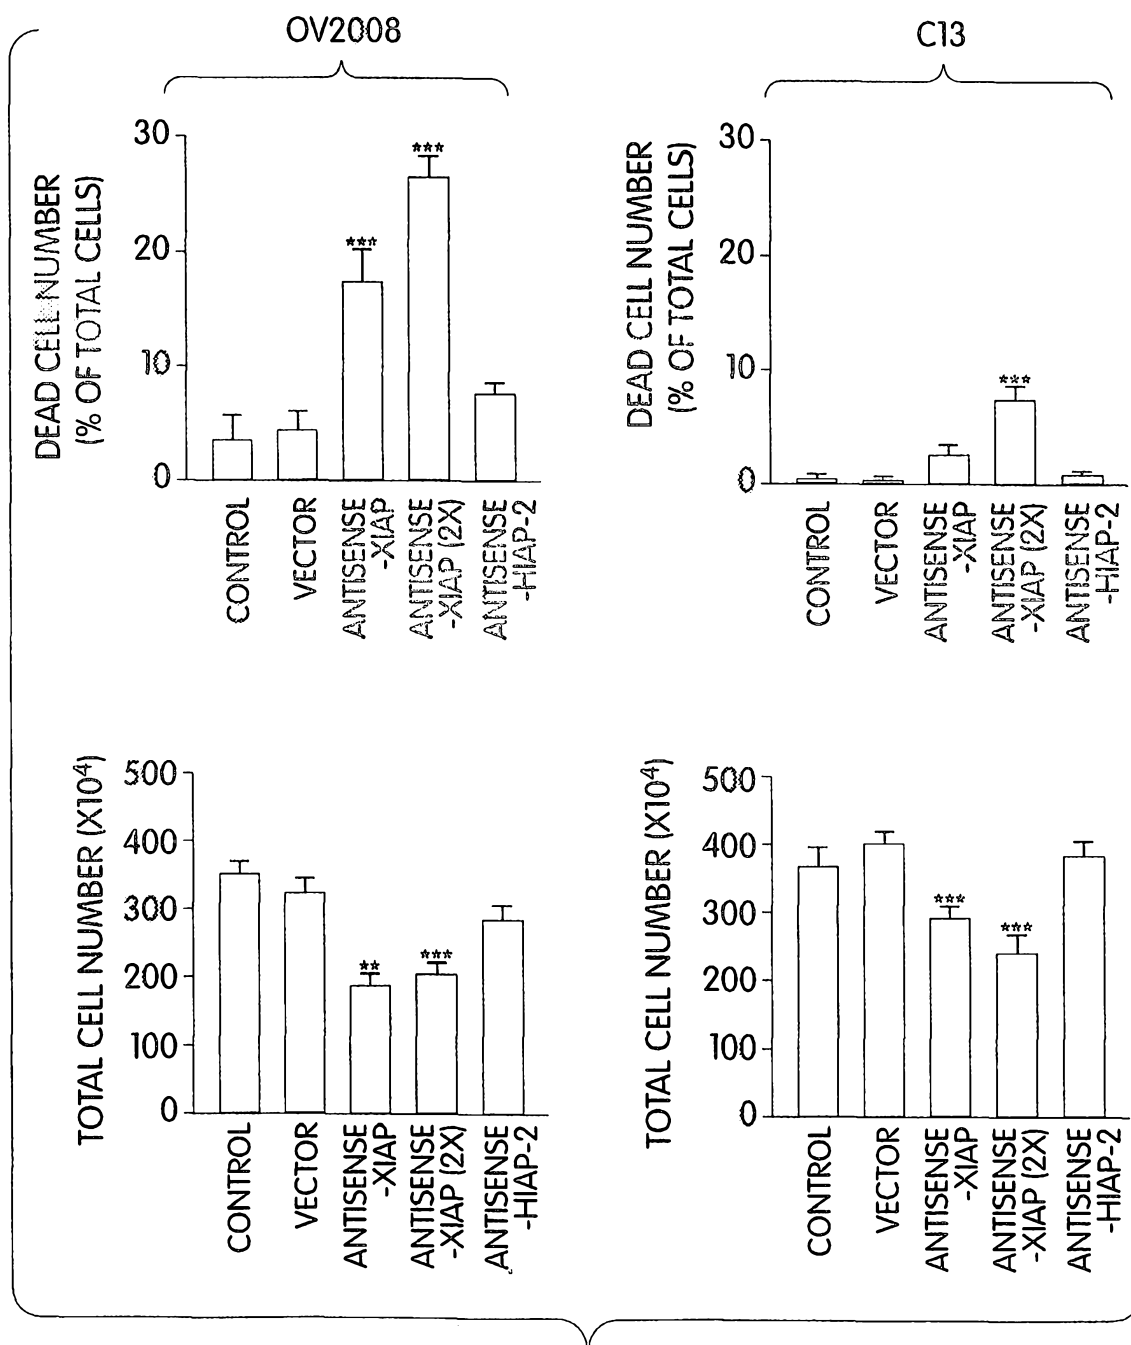 OV2008
C13
DEAD CELL NUMBER
(% OF TOTAL CELLS)
30
20
10
0
CONTROL
VECTOR
ANTISENSE
-XIAP
ANTISENSE
-XIAP (2X)
ANTISENSE
-HIAP-2
***
***
DEAD CELL NUMBER
(% OF TOTAL CELLS)
30
20
10
0
CONTROL
VECTOR
ANTISENSE
-XIAP
ANTISENSE
-XIAP (2X)
ANTISENSE
-HIAP-2
***
TOTAL CELL NUMBER (X10⁴)
500
400
300
200
100
0
CONTROL
VECTOR
ANTISENSE
-XIAP
ANTISENSE
-XIAP (2X)
ANTISENSE
-HIAP-2
**
***
TOTAL CELL NUMBER (X10⁴)
500
400
300
200
100
0
CONTROL
VECTOR
ANTISENSE
-XIAP
ANTISENSE
-XIAP (2X)
ANTISENSE
-HIAP-2
***
***